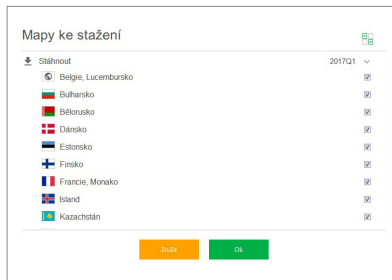 Mapy ke stažení
Stáhnout 2017Q1
Belgie, Lucembursko
Bulharsko
Bělorusko
Dánsko
Estonsko
Finsko
Francie, Monako
Island
Kazachstán
Zrušit Ok